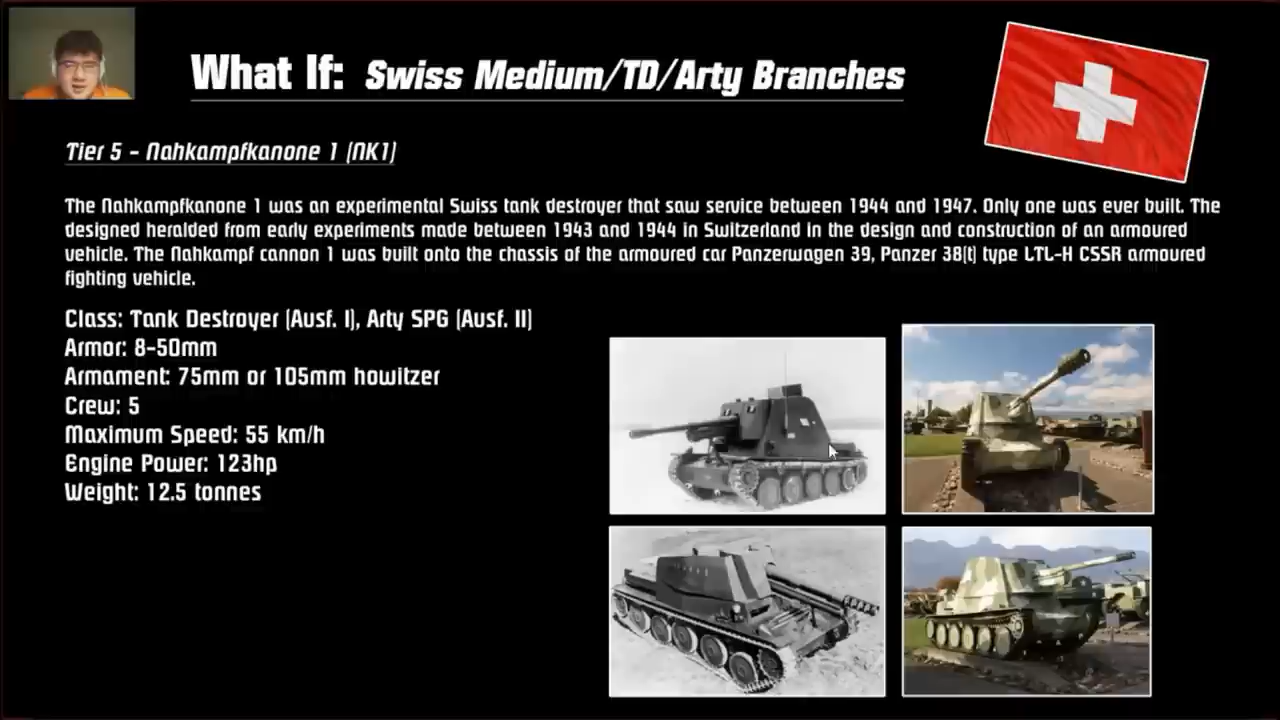 What If: Swiss Medium/TD/Arty Branches
Tier 5 - Nahkampfkanone 1 (NK1)
The Nahkampfkanone 1 was an experimental Swiss tank destroyer that saw service between 1944 and 1947. Only one was ever built. The
designed heralded from early experiments made between 1943 and 1944 in Switzerland in the design and construction of an armoured
vehicle. The Nahkampf cannon 1 was built onto the chassis of the armoured car Panzerwagen 39, Panzer 38(t) type LTL-H CSSR armoured
fighting vehicle.
Class: Tank Destroyer (Ausf. I), Arty SPG (Ausf. II)
Armor: 8-50mm
Armament: 75mm or 105mm howitzer
Crew: 5
Maximum Speed: 55 km/h
Engine Power: 123hp
Weight: 12.5 tonnes